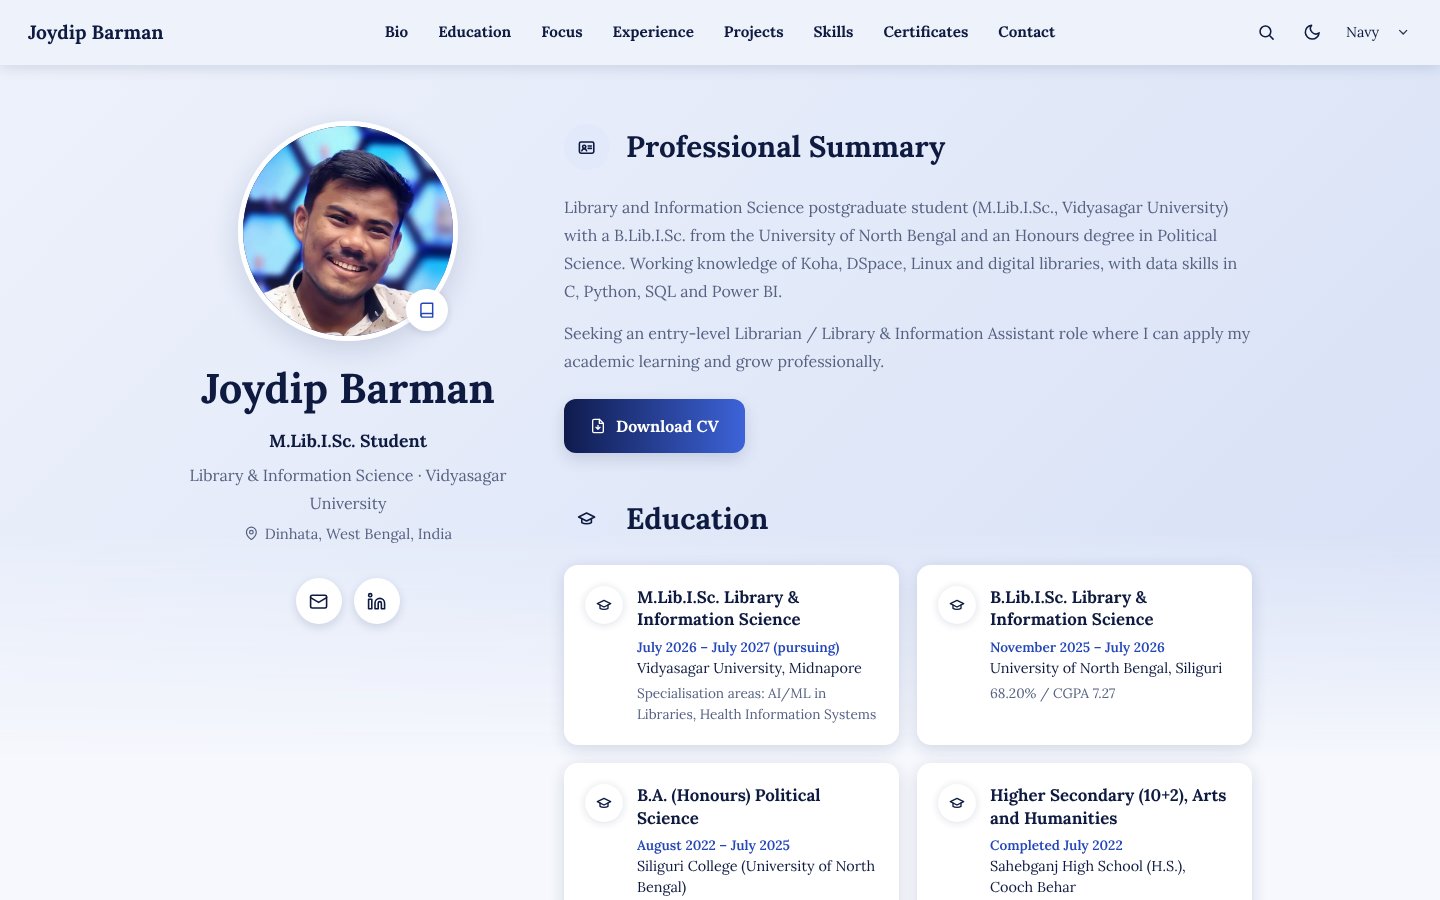 Joydip Barman
Bio Education Focus Experience Projects Skills Certificates Contact
Navy
Joydip Barman
M.Lib.I.Sc. Student
Library & Information Science · Vidyasagar
University
Dinhata, West Bengal, India
Professional Summary
Library and Information Science postgraduate student (M.Lib.I.Sc., Vidyasagar University)
with a B.Lib.I.Sc. from the University of North Bengal and an Honours degree in Political
Science. Working knowledge of Koha, DSpace, Linux and digital libraries, with data skills in
C, Python, SQL and Power BI.
Seeking an entry-level Librarian / Library & Information Assistant role where I can apply my
academic learning and grow professionally.
Download CV
Education
M.Lib.I.Sc. Library &
Information Science
July 2026 – July 2027 (pursuing)
Vidyasagar University, Midnapore
Specialisation areas: AI/ML in
Libraries, Health Information Systems
B.Lib.I.Sc. Library &
Information Science
November 2025 – July 2026
University of North Bengal, Siliguri
68.20% / CGPA 7.27
B.A. (Honours) Political
Science
August 2022 – July 2025
Siliguri College (University of North
Bengal)
Higher Secondary (10+2), Arts
and Humanities
Completed July 2022
Sahebganj High School (H.S.),
Cooch Behar